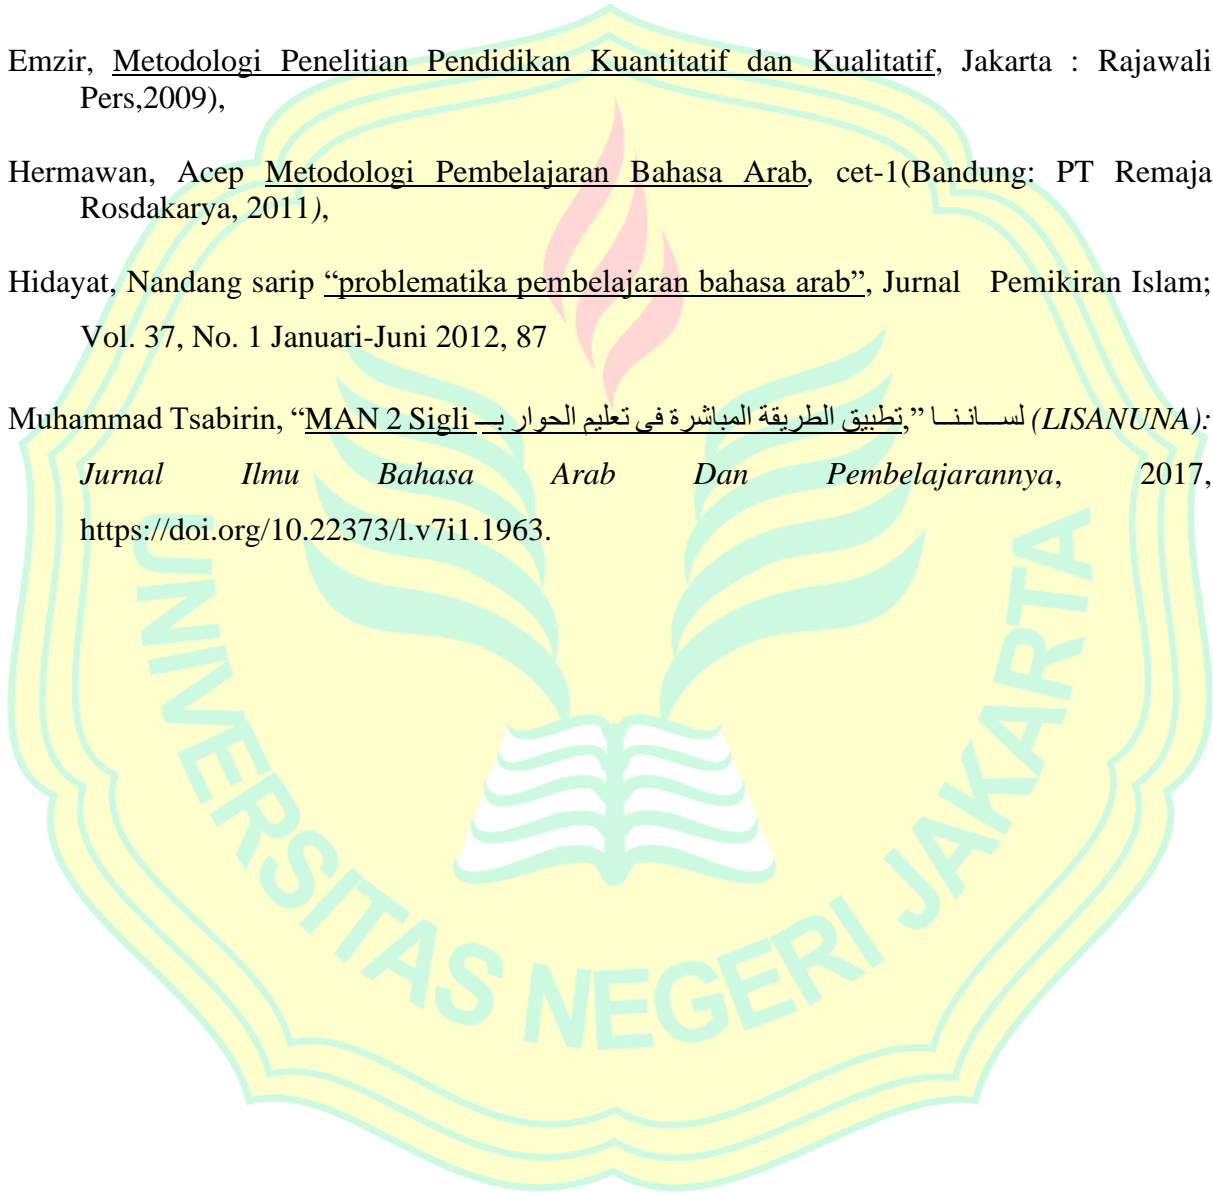 Emzir, Metodologi Penelitian Pendidikan Kuantitatif dan Kualitatif, Jakarta : Rajawali
Pers,2009),
Hermawan, Acep Metodologi Pembelajaran Bahasa Arab, cet-1(Bandung: PT Remaja
Rosdakarya, 2011),
Hidayat, Nandang sarip “problematika pembelajaran bahasa arab”, Jurnal Pemikiran Islam;
Vol. 37, No. 1 Januari-Juni 2012, 87
Muhammad Tsabirin, “MAN 2 Sigli تطبيق الطريقة المباشرة في تعليم الحوار بـــ,” لســـانـنــا (LISANUNA):
Jurnal Ilmu Bahasa Arab Dan Pembelajarannya, 2017,
https://doi.org/10.22373/l.v7i1.1963.
UNIVERSITAS NEGERI JAKARTA